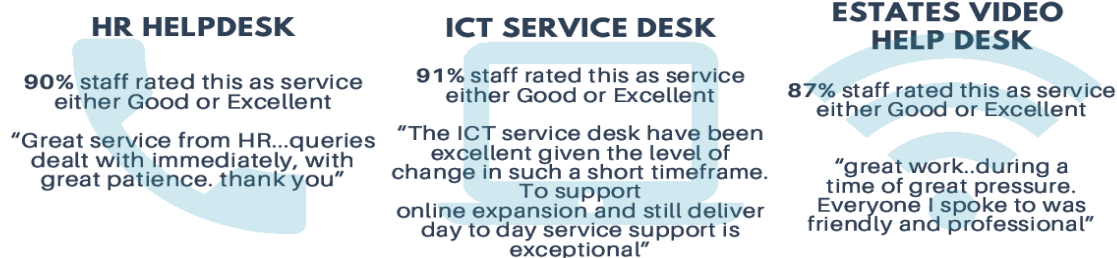 HR HELPDESK
90% staff rated this as service
either Good or Excellent
“Great service from HR...queries
dealt with immediately, with
great patience. thank you”
ICT SERVICE DESK
91% staff rated this as service
either Good or Excellent
“The ICT service desk have been
excellent given the level of
change in such a short timeframe.
To support
online expansion and still deliver
day to day service support is
exceptional”
ESTATES VIDEO
HELP DESK
87% staff rated this as service
either Good or Excellent
“great work..during a
time of great pressure.
Everyone I spoke to was
friendly and professional”